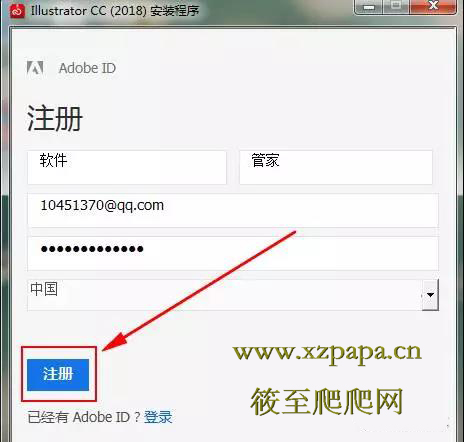 Illustrator CC (2018) 安装程序
Adobe ID
注册
软件 管家
10451370@qq.com
●●●●●●●●●●●●●
中国
注册
www.xzpapa.cn
筱至爬爬网
已经有 Adobe ID？登录